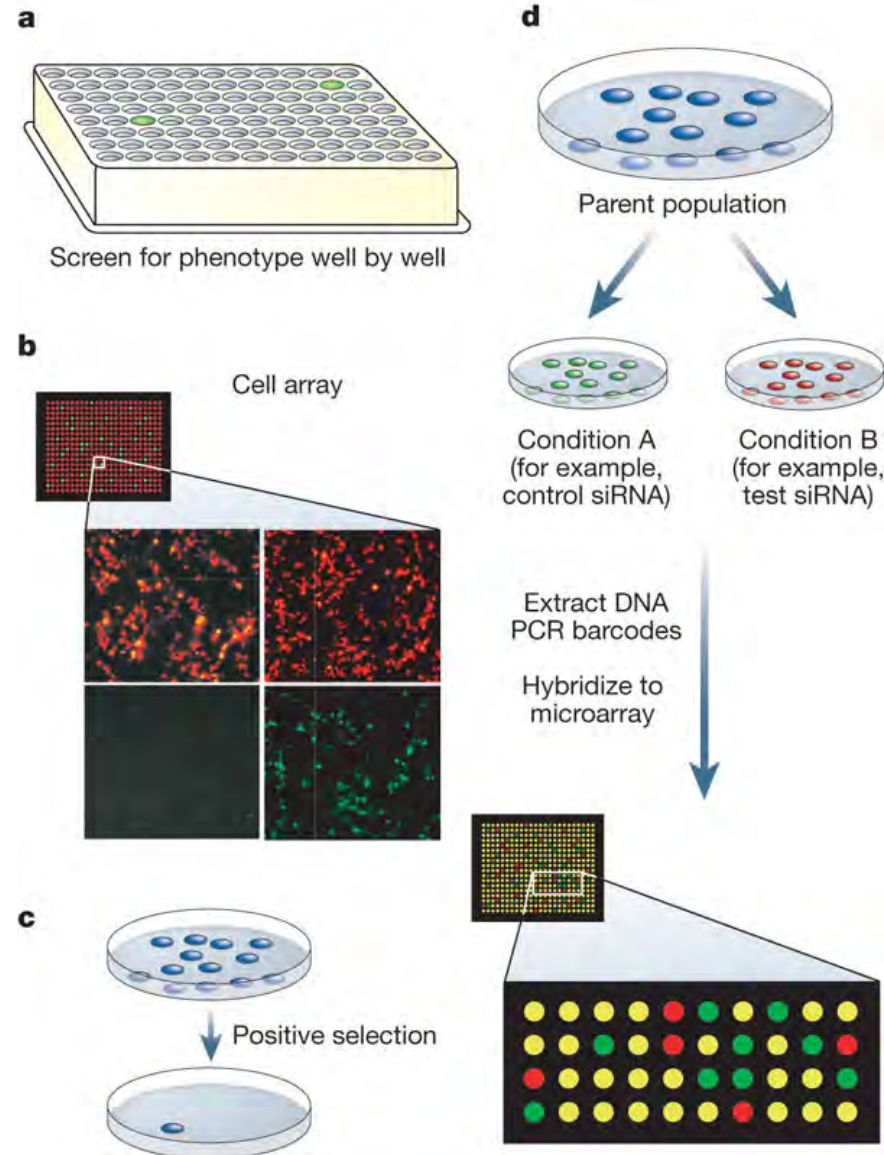 a
Screen for phenotype well by well
b
Cell array
c
Positive selection
d
Parent population
Condition A
(for example,
control siRNA)
Condition B
(for example,
test siRNA)
Extract DNA
PCR barcodes
Hybridize to
microarray